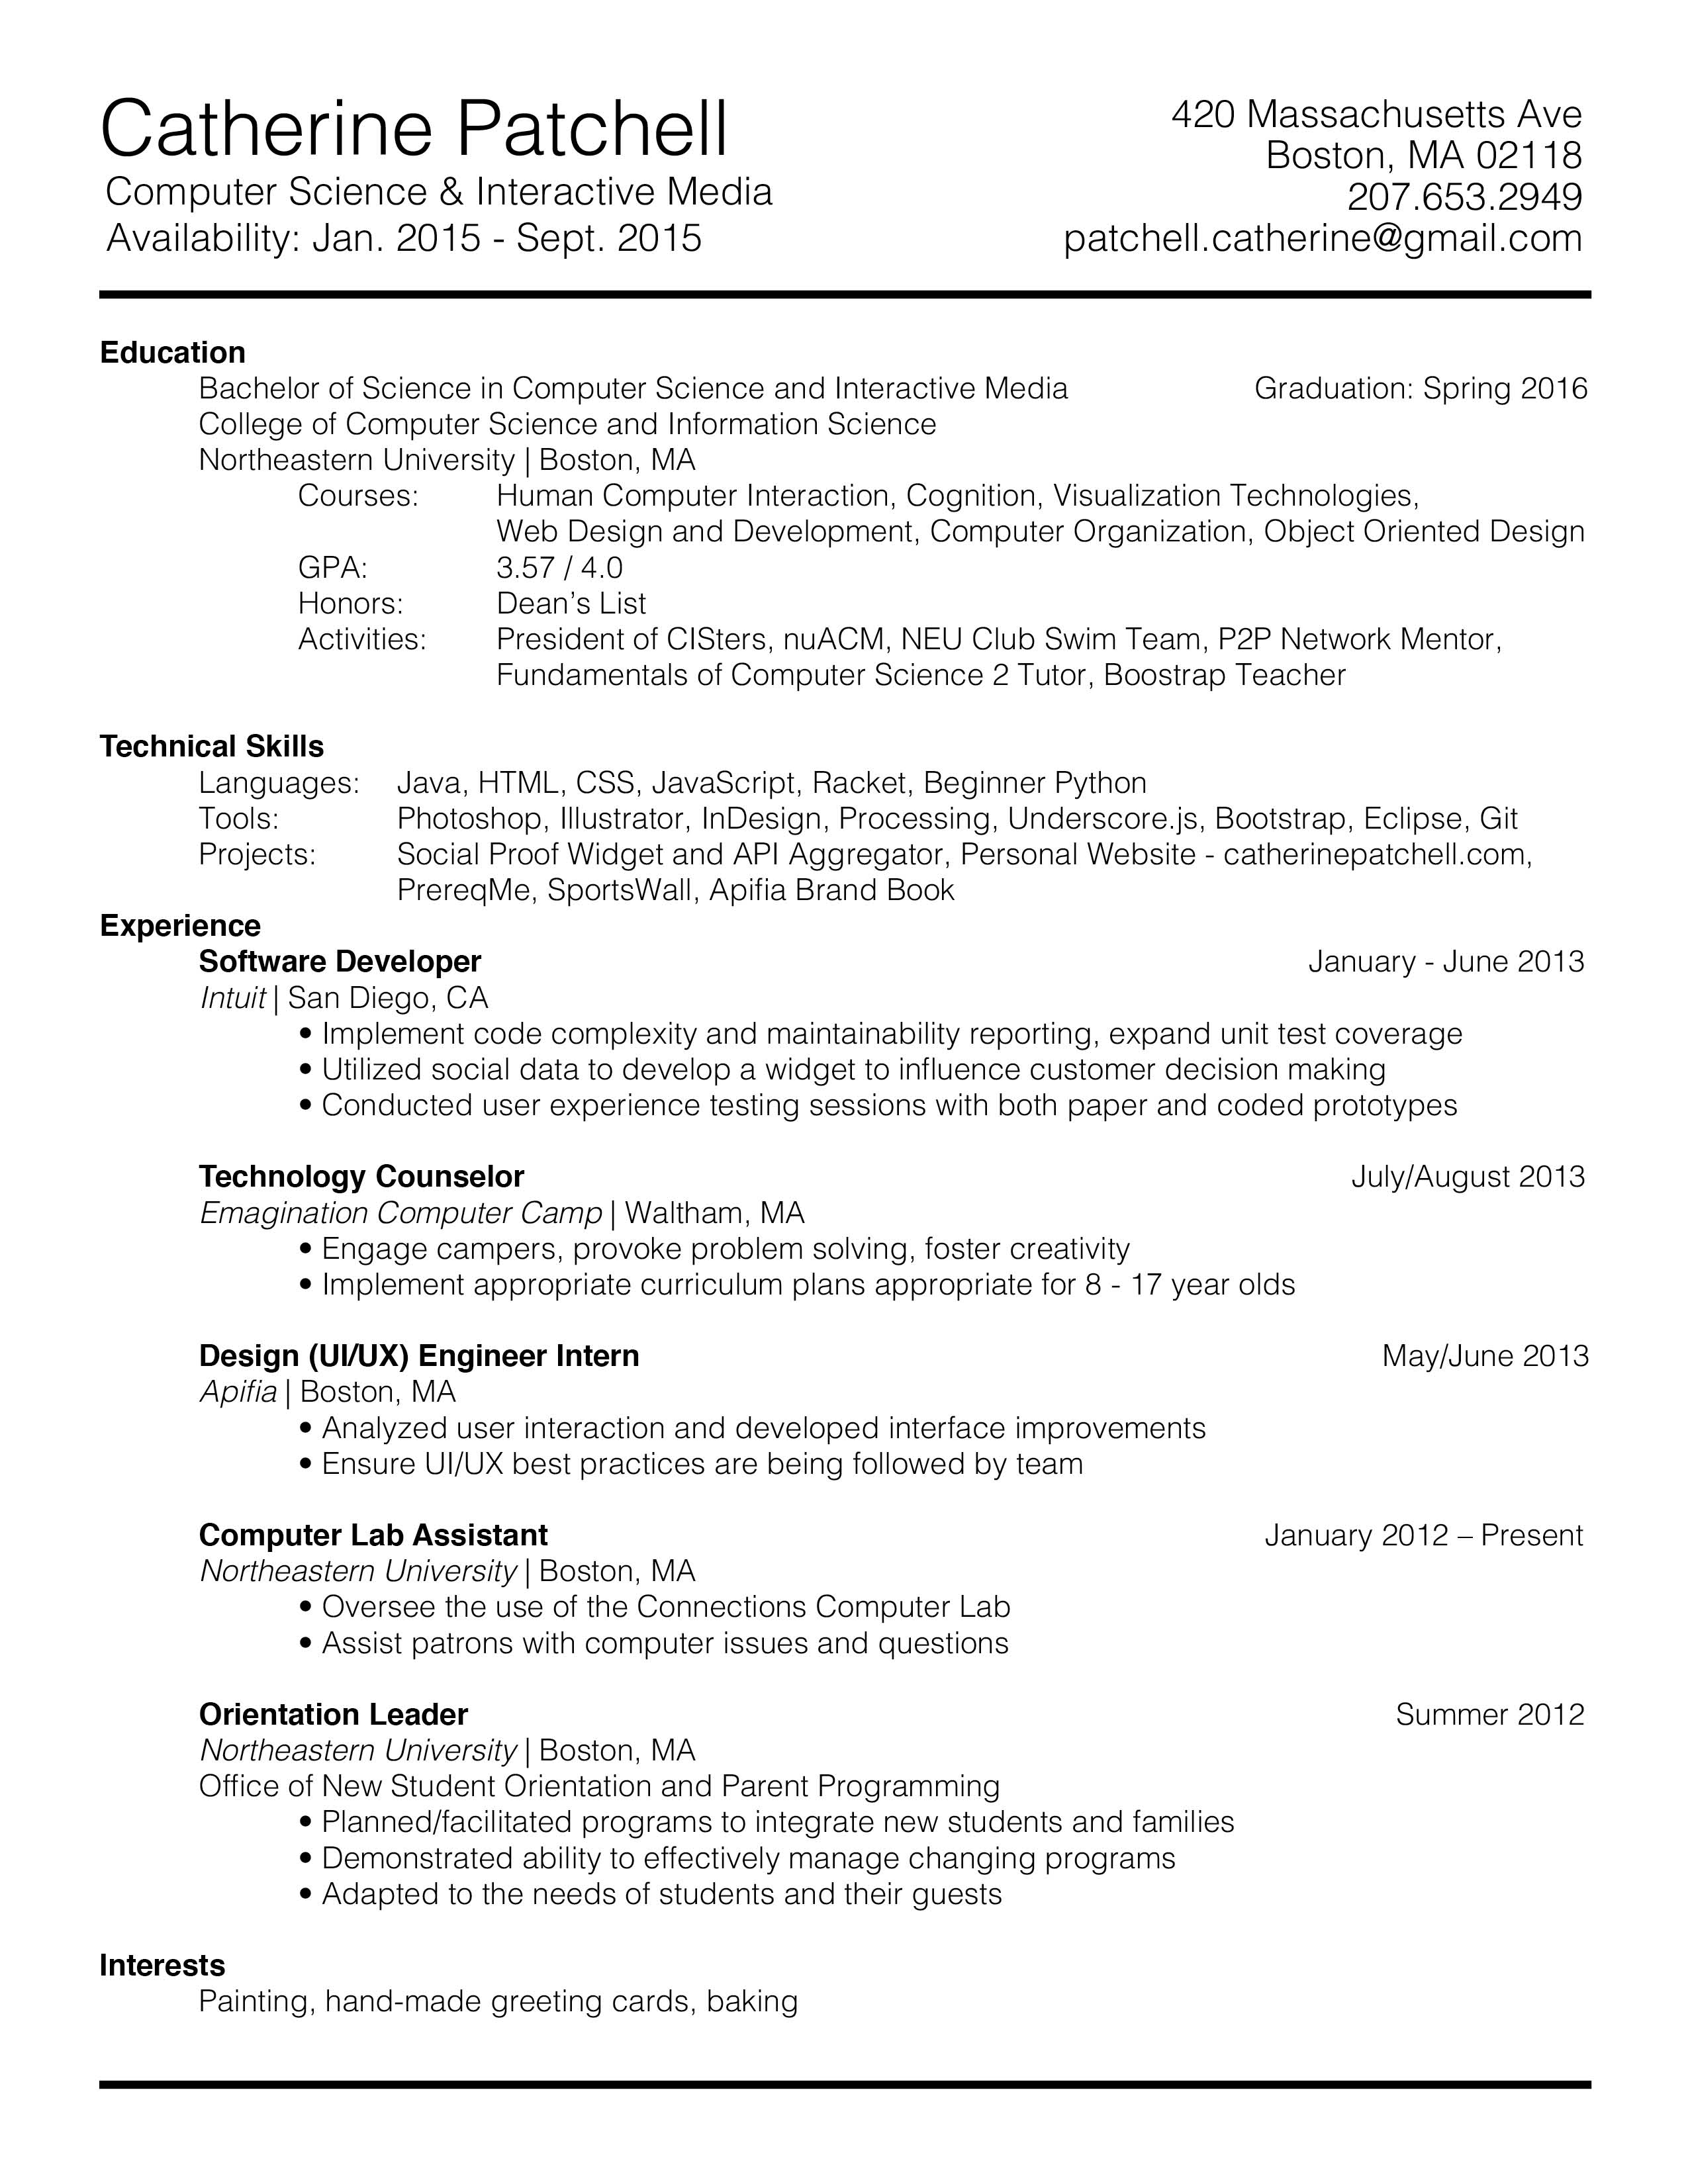 Catherine Patchell
Computer Science & Interactive Media
Availability: Jan. 2015 - Sept. 2015
420 Massachusetts Ave
Boston, MA 02118
207.653.2949
patchell.catherine@gmail.com
Education
Bachelor of Science in Computer Science and Interactive Media Graduation: Spring 2016
College of Computer Science and Information Science
Northeastern University | Boston, MA
Courses: Human Computer Interaction, Cognition, Visualization Technologies,
Web Design and Development, Computer Organization, Object Oriented Design
GPA: 3.57 / 4.0
Honors: Dean’s List
Activities: President of CISters, nuACM, NEU Club Swim Team, P2P Network Mentor,
Fundamentals of Computer Science 2 Tutor, Boostrap Teacher
Technical Skills
Languages: Java, HTML, CSS, JavaScript, Racket, Beginner Python
Tools: Photoshop, Illustrator, InDesign, Processing, Underscore.js, Bootstrap, Eclipse, Git
Projects: Social Proof Widget and API Aggregator, Personal Website - catherinepatchell.com,
PrereqMe, SportsWall, Apifia Brand Book
Experience
Software Developer January - June 2013
Intuit | San Diego, CA
• Implement code complexity and maintainability reporting, expand unit test coverage
• Utilized social data to develop a widget to influence customer decision making
• Conducted user experience testing sessions with both paper and coded prototypes
Technology Counselor July/August 2013
Emagination Computer Camp | Waltham, MA
• Engage campers, provoke problem solving, foster creativity
• Implement appropriate curriculum plans appropriate for 8 - 17 year olds
Design (UI/UX) Engineer Intern May/June 2013
Apifia | Boston, MA
• Analyzed user interaction and developed interface improvements
• Ensure UI/UX best practices are being followed by team
Computer Lab Assistant January 2012 – Present
Northeastern University | Boston, MA
• Oversee the use of the Connections Computer Lab
• Assist patrons with computer issues and questions
Orientation Leader Summer 2012
Northeastern University | Boston, MA
Office of New Student Orientation and Parent Programming
• Planned/facilitated programs to integrate new students and families
• Demonstrated ability to effectively manage changing programs
• Adapted to the needs of students and their guests
Interests
Painting, hand-made greeting cards, baking